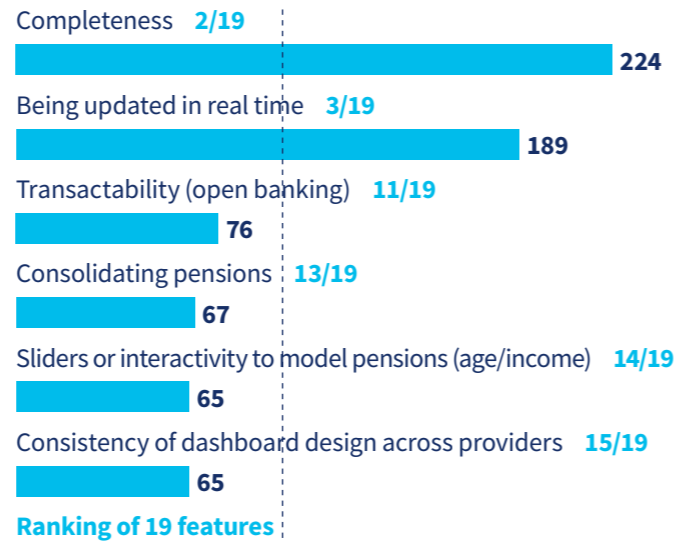 Completeness 2/19
224
Being updated in real time 3/19
189
Transactability (open banking) 11/19
76
Consolidating pensions 13/19
67
Sliders or interactivity to model pensions (age/income) 14/19
65
Consistency of dashboard design across providers 15/19
65
Ranking of 19 features